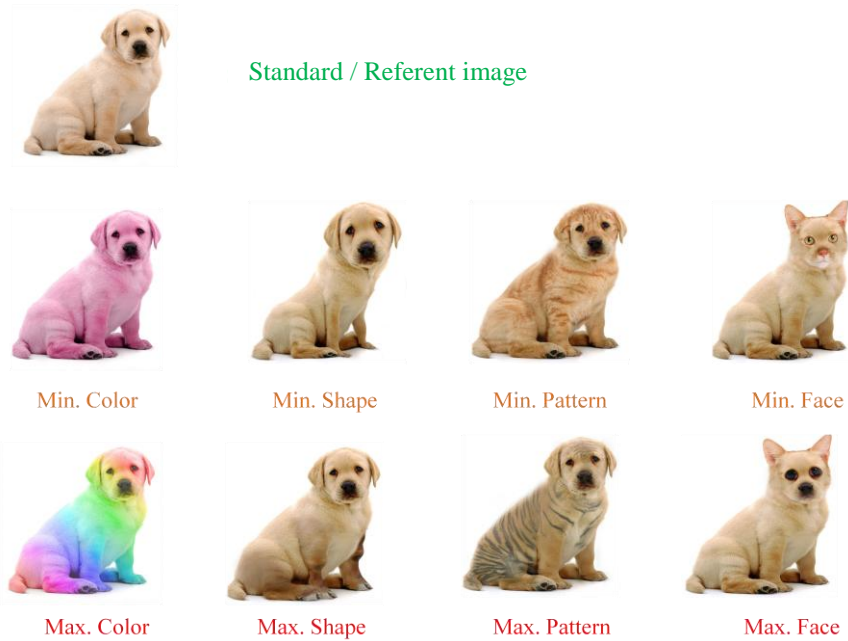 Standard / Referent image
Min. Color
Min. Shape
Min. Pattern
Min. Face
Max. Color
Max. Shape
Max. Pattern
Max. Face